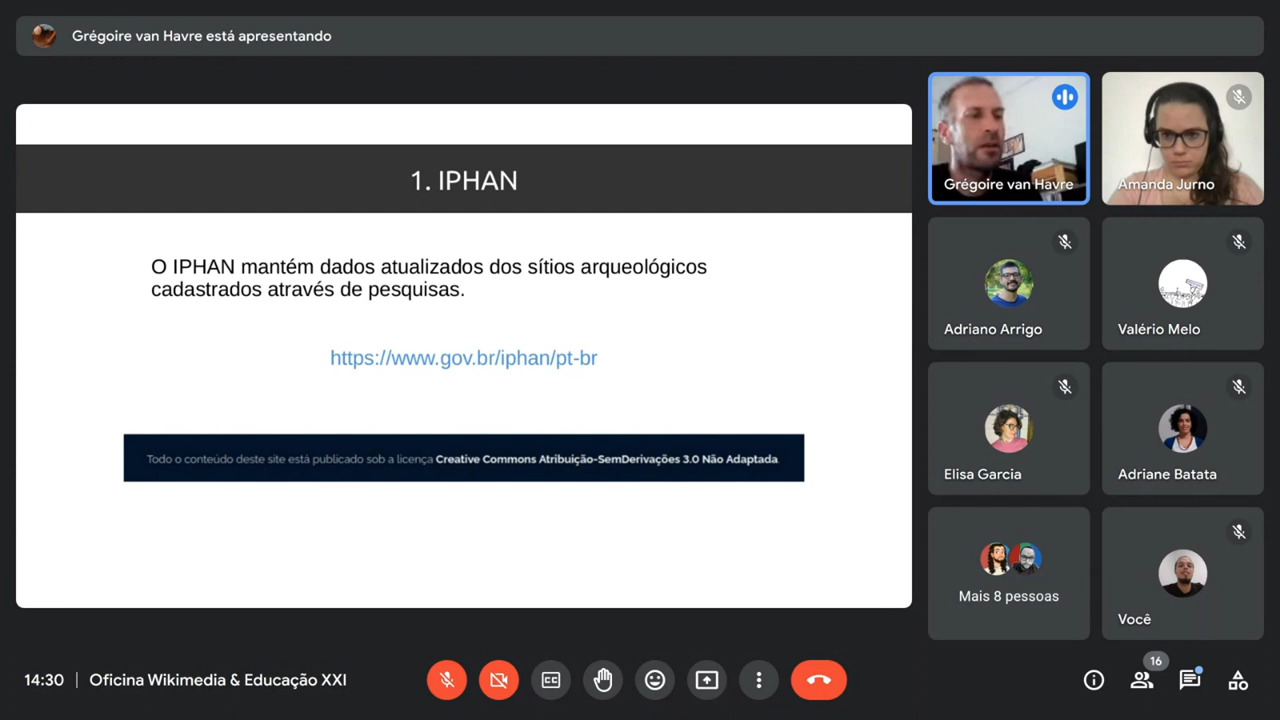 Grégoire van Havre está apresentando
1. IPHAN
O IPHAN mantém dados atualizados dos sítios arqueológicos
cadastrados através de pesquisas.
https://www.gov.br/iphan/pt-br
Todo o conteúdo deste site está publicado sob a licença Creative Commons Atribuição-SemDerivações 3.0 Não Adaptada.
Grégoire van Havre
Amanda Jurno
Adriano Arrigo
Valério Melo
Elisa Garcia
Adriane Batata
Mais 8 pessoas
Você
14:30 | Oficina Wikimedia & Educação XXI
CC
16